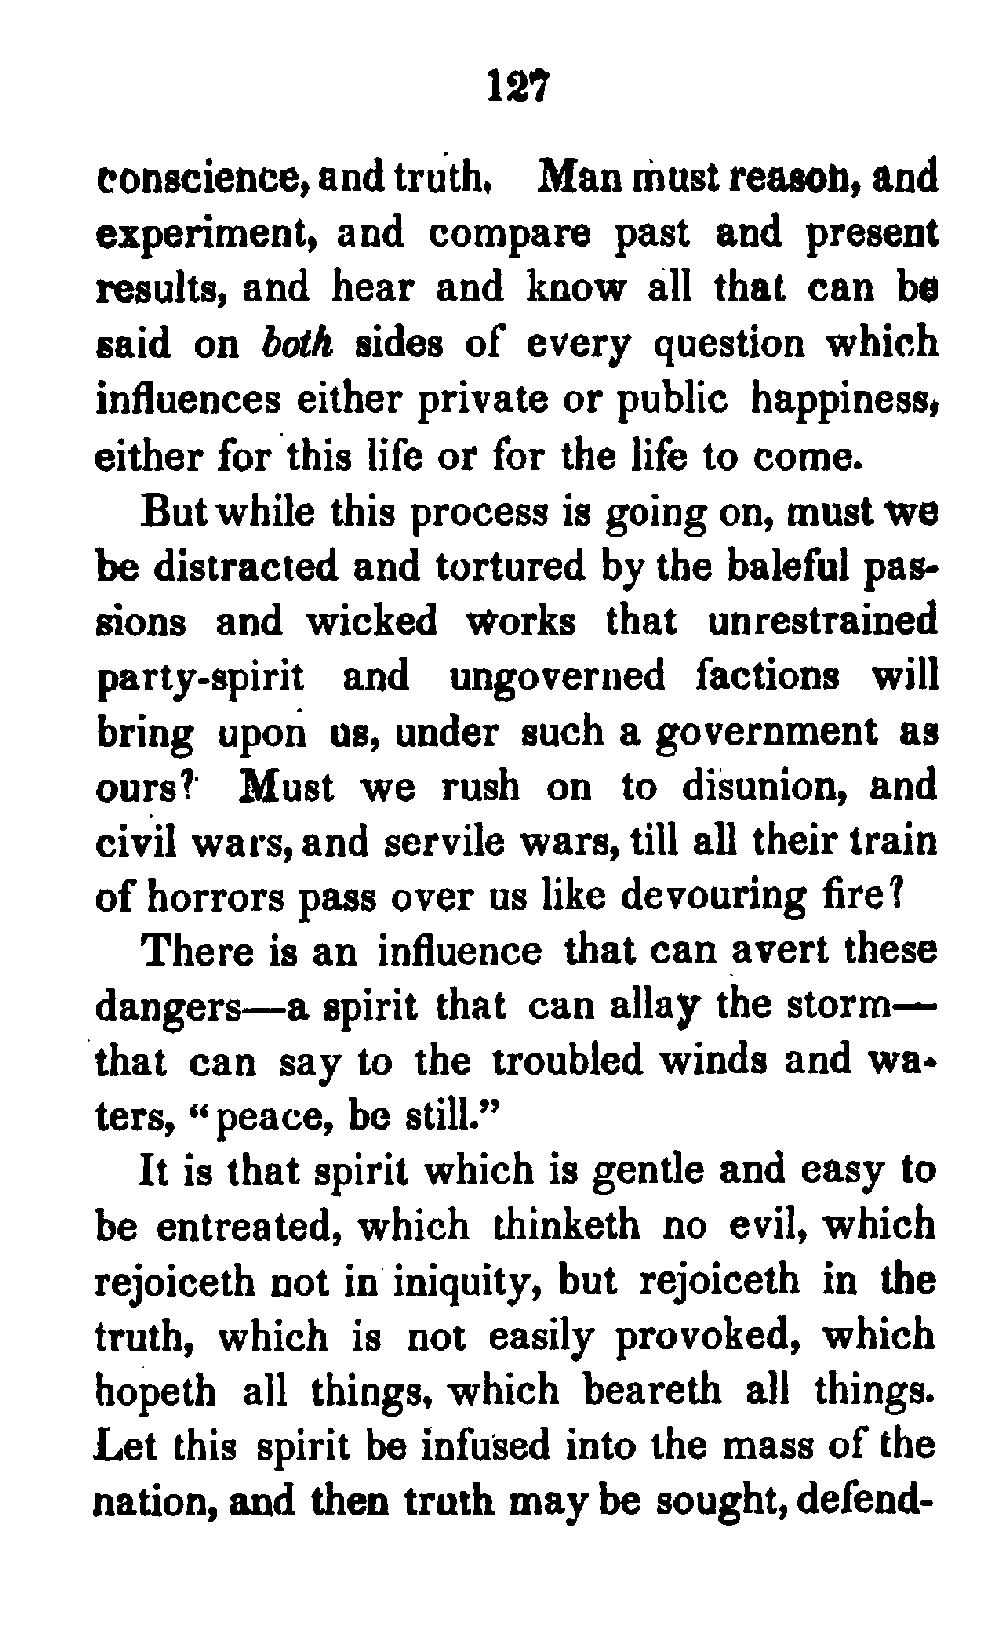 127
conscience, and truth. Man must reason, and
experiment, and compare past and present
results, and hear and know all that can be
said on both sides of every question which
influences either private or public happiness,
either for this life or for the life to come.
But while this process is going on, must we
be distracted and tortured by the baleful pas-
sions and wicked works that unrestrained
party-spirit and ungoverned factions will
bring upon us, under such a government as
ours? Must we rush on to disunion, and
civil wars, and servile wars, till all their train
of horrors pass over us like devouring fire?
There is an influence that can avert these
dangers—a spirit that can allay the storm—
that can say to the troubled winds and wa-
ters, “peace, be still.”
It is that spirit which is gentle and easy to
be entreated, which thinketh no evil, which
rejoiceth not in iniquity, but rejoiceth in the
truth, which is not easily provoked, which
hopeth all things, which beareth all things.
Let this spirit be infused into the mass of the
nation, and then truth may be sought, defend-